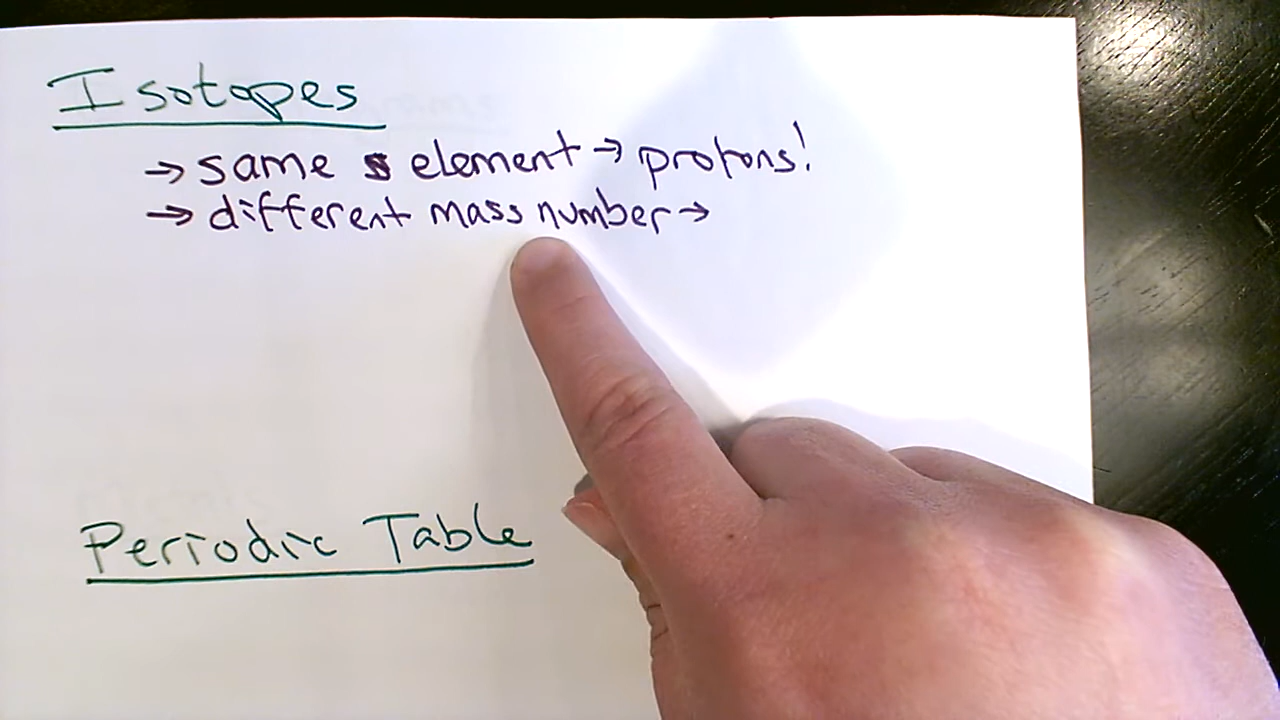 Isotopes
→ same s element → protons!
→ different mass number →
Periodic Table